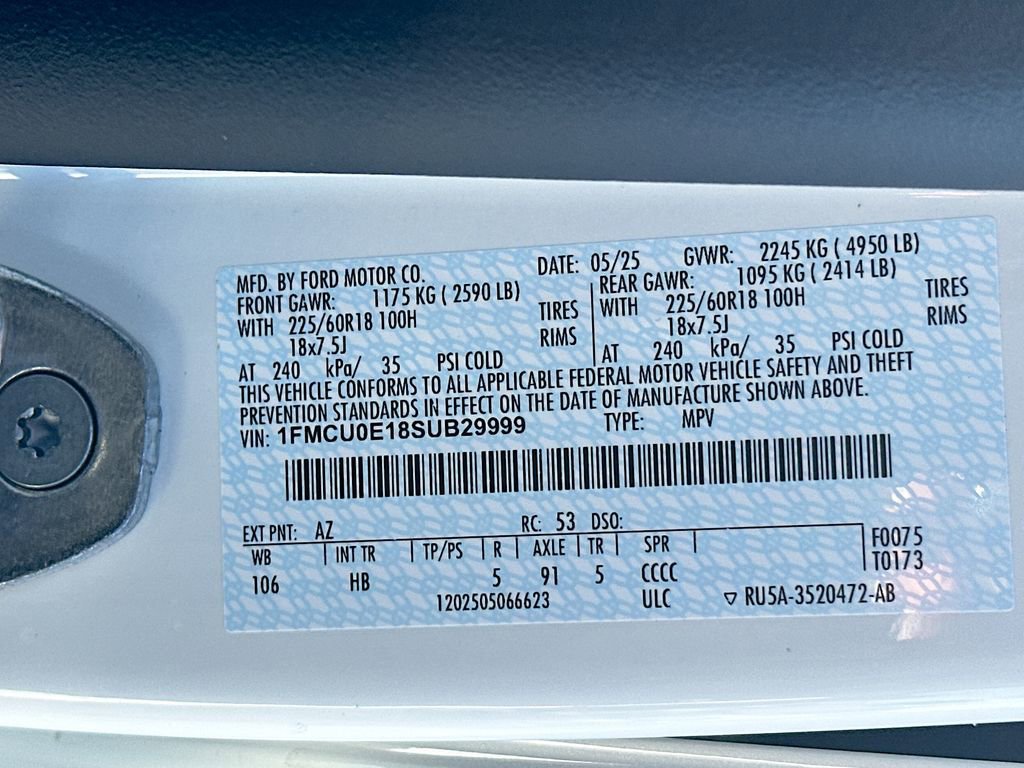 MFD. BY FORD MOTOR CO. DATE: 05/25 GVWR: 2245 KG ( 4950 LB)
FRONT GAWR: 1175 KG ( 2590 LB) REAR GAWR: 1095 KG ( 2414 LB)
WITH 225/60R18 100H TIRES WITH 225/60R18 100H TIRES
18x7.5J RIMS 18x7.5J RIMS
AT 240 kPa/ 35 PSI COLD AT 240 kPa/ 35 PSI COLD
THIS VEHICLE CONFORMS TO ALL APPLICABLE FEDERAL MOTOR VEHICLE SAFETY AND THEFT
PREVENTION STANDARDS IN EFFECT ON THE DATE OF MANUFACTURE SHOWN ABOVE.
VIN: 1FMCU0E18SUB29999 TYPE: MPV
EXT PNT: AZ RC: 53 DSO:
WB INT TR TP/PS R AXLE TR SPR F0075
106 HB 5 91 5 CCCC T0173
1202505066623 ULC ▽ RU5A-3520472-AB